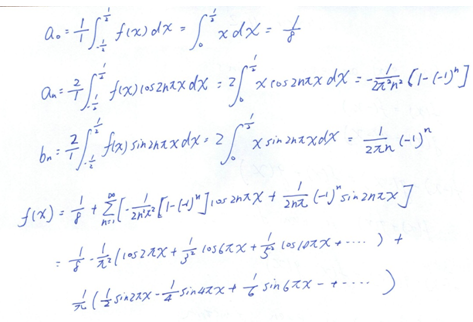 a₀ = 1/1 ∫_{-1/2}^{1/2} f(x) dx = ∫_0^{1/2} x dx = 1/8
aₙ = 2/1 ∫_{-1/2}^{1/2} f(x) cos 2nπx dx = 2∫_0^{1/2} x cos 2nπx dx = -1/(2π²n²) [1-(-1)ⁿ]
bₙ = 2/1 ∫_{-1/2}^{1/2} f(x) sin 2nπx dx = 2∫_0^{1/2} x sin 2nπx dx = 1/(2πn) (-1)ⁿ
f(x) = 1/8 + Σ_{n=1}^{∞} [-1/(2n²π²) [1-(-1)ⁿ] cos 2nπx + 1/(2nπ) (-1)ⁿ sin 2nπx]
= 1/8 - 1/π² (cos 2πx + 1/3² cos 6πx + 1/5² cos 10πx + ····) +
1/π (1/2 sin 2πx - 1/4 sin 4πx + 1/6 sin 6πx - + ····)